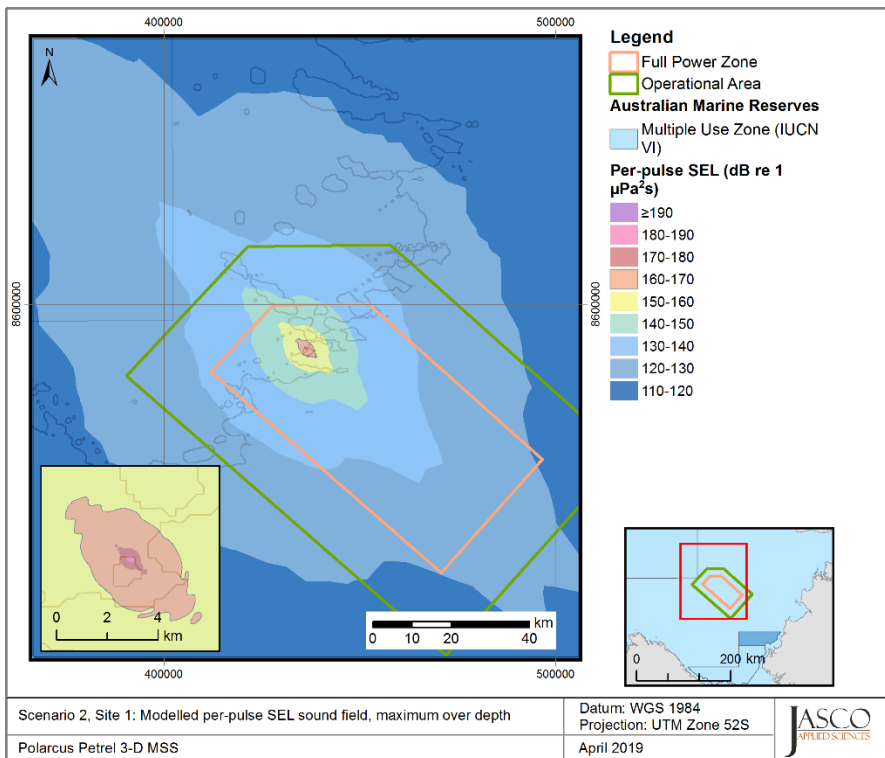 400000
500000
N
8600000
8600000
0 2 4
km
km
0 10 20 40
400000
500000
Legend
Full Power Zone
Operational Area
Australian Marine Reserves
Multiple Use Zone (IUCN
VI)
Per-pulse SEL (dB re 1
µPa²s)
≥190
180-190
170-180
160-170
150-160
140-150
130-140
120-130
110-120
0 200 km
Scenario 2, Site 1: Modelled per-pulse SEL sound field, maximum over depth
Polarcus Petrel 3-D MSS
Datum: WGS 1984
Projection: UTM Zone 52S
April 2019
JASCO
APPLIED SCIENCES